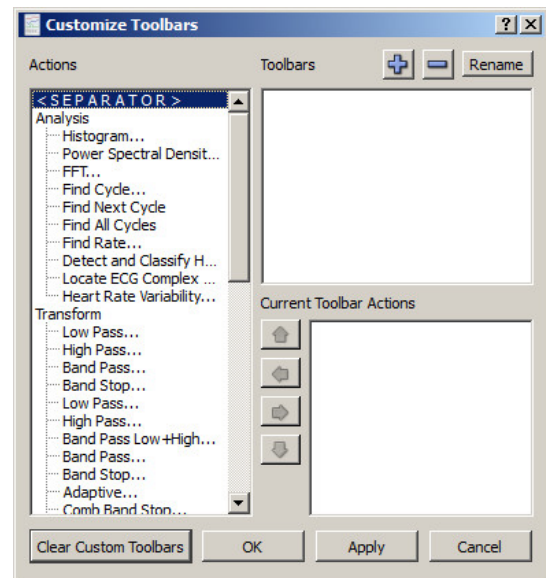 Customize Toolbars
Actions
Toolbars
Rename
<SEPARATOR>
Analysis
Histogram...
Power Spectral Densit...
FFT...
Find Cycle...
Find Next Cycle
Find All Cycles
Find Rate...
Detect and Classify H...
Locate ECG Complex ...
Heart Rate Variability...
Transform
Low Pass...
High Pass...
Band Pass...
Band Stop...
Low Pass...
High Pass...
Band Pass Low+High...
Band Pass...
Band Stop...
Adaptive...
Comb Band Stop...
Current Toolbar Actions
Clear Custom Toolbars
OK
Apply
Cancel